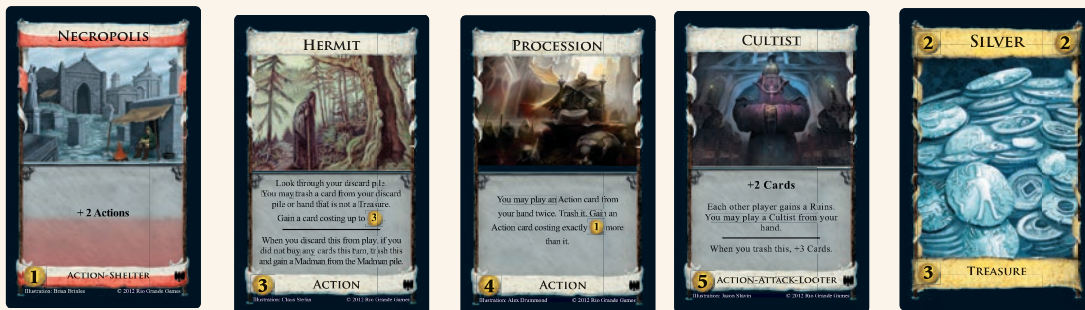 NECROPOLIS
+ 2 Actions
1
ACTION-SHELTER
Illustration: Brian Brinlee © 2012 Rio Grande Games
HERMIT
Look through your discard pile.
You may trash a card from your discard
pile or hand that is not a Treasure.
Gain a card costing up to 3
When you discard this from play, if you
did not buy any cards this turn, trash this
and gain a Madman from the Madman pile.
3
ACTION
Illustration: Claus Stefan © 2012 Rio Grande Games
PROCESSION
You may play an Action card from
your hand twice. Trash it. Gain an
Action card costing exactly 1 more
than it.
4
ACTION
Illustration: Alex Drummond © 2012 Rio Grande Games
CULTIST
+2 Cards
Each other player gains a Ruins.
You may play a Cultist from your
hand.
When you trash this, +3 Cards.
5
ACTION-ATTACK-LOOTER
Illustration: Jason Slavin © 2012 Rio Grande Games
2 SILVER 2
3
TREASURE